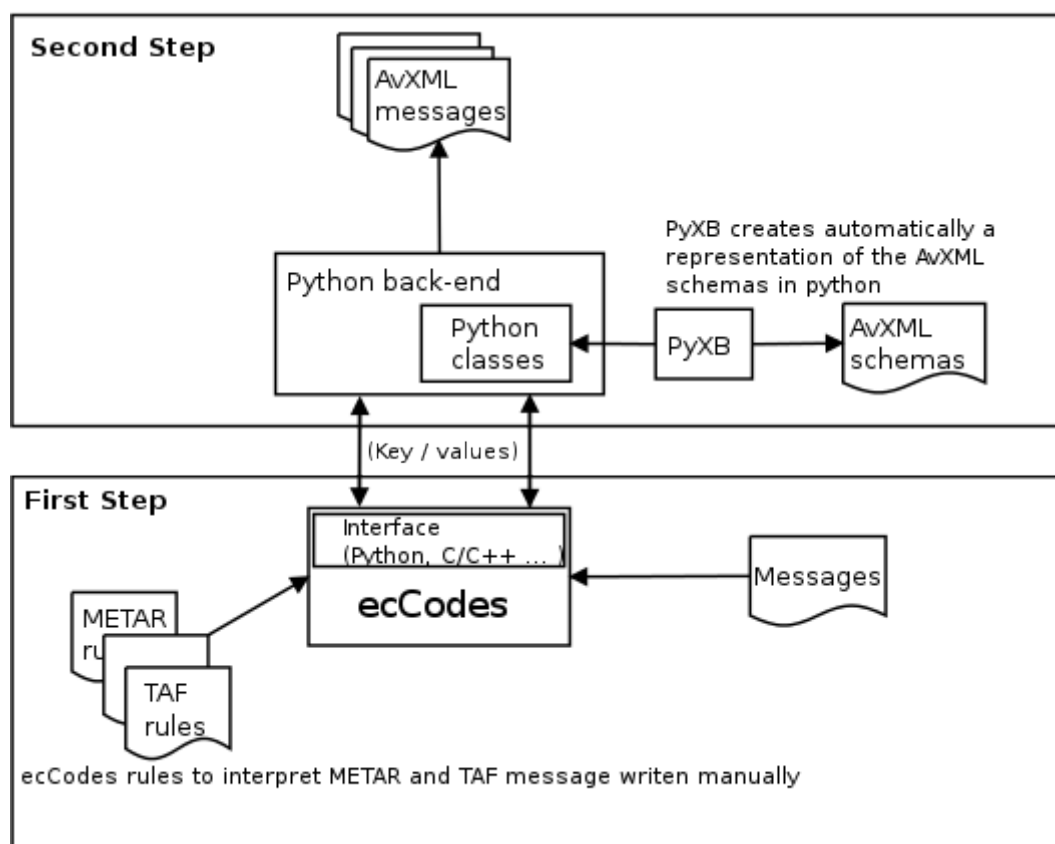 Second Step
AvXML
messages
PyXB creates automatically a
representation of the AvXML
schemas in python
Python back-end
Python
classes
PyXB
AvXML
schemas
(Key / values)
First Step
Interface
(Python, C/C++ ... )
ecCodes
Messages
METAR
ru
TAF
rules
ecCodes rules to interpret METAR and TAF message writen manually